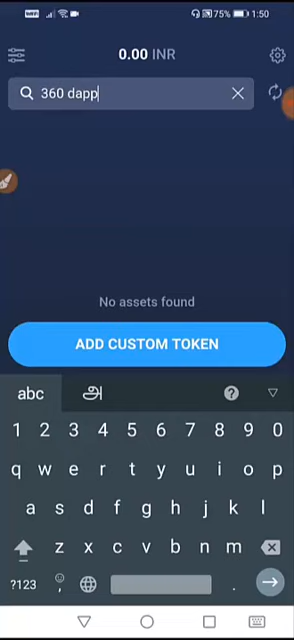 75% 1:50
0.00 INR
360 dapp
No assets found
ADD CUSTOM TOKEN
abc அ ?
1 2 3 4 5 6 7 8 9 0
q w e r t y u i o p
a s d f g h j k l
z x c v b n m
?123 , .